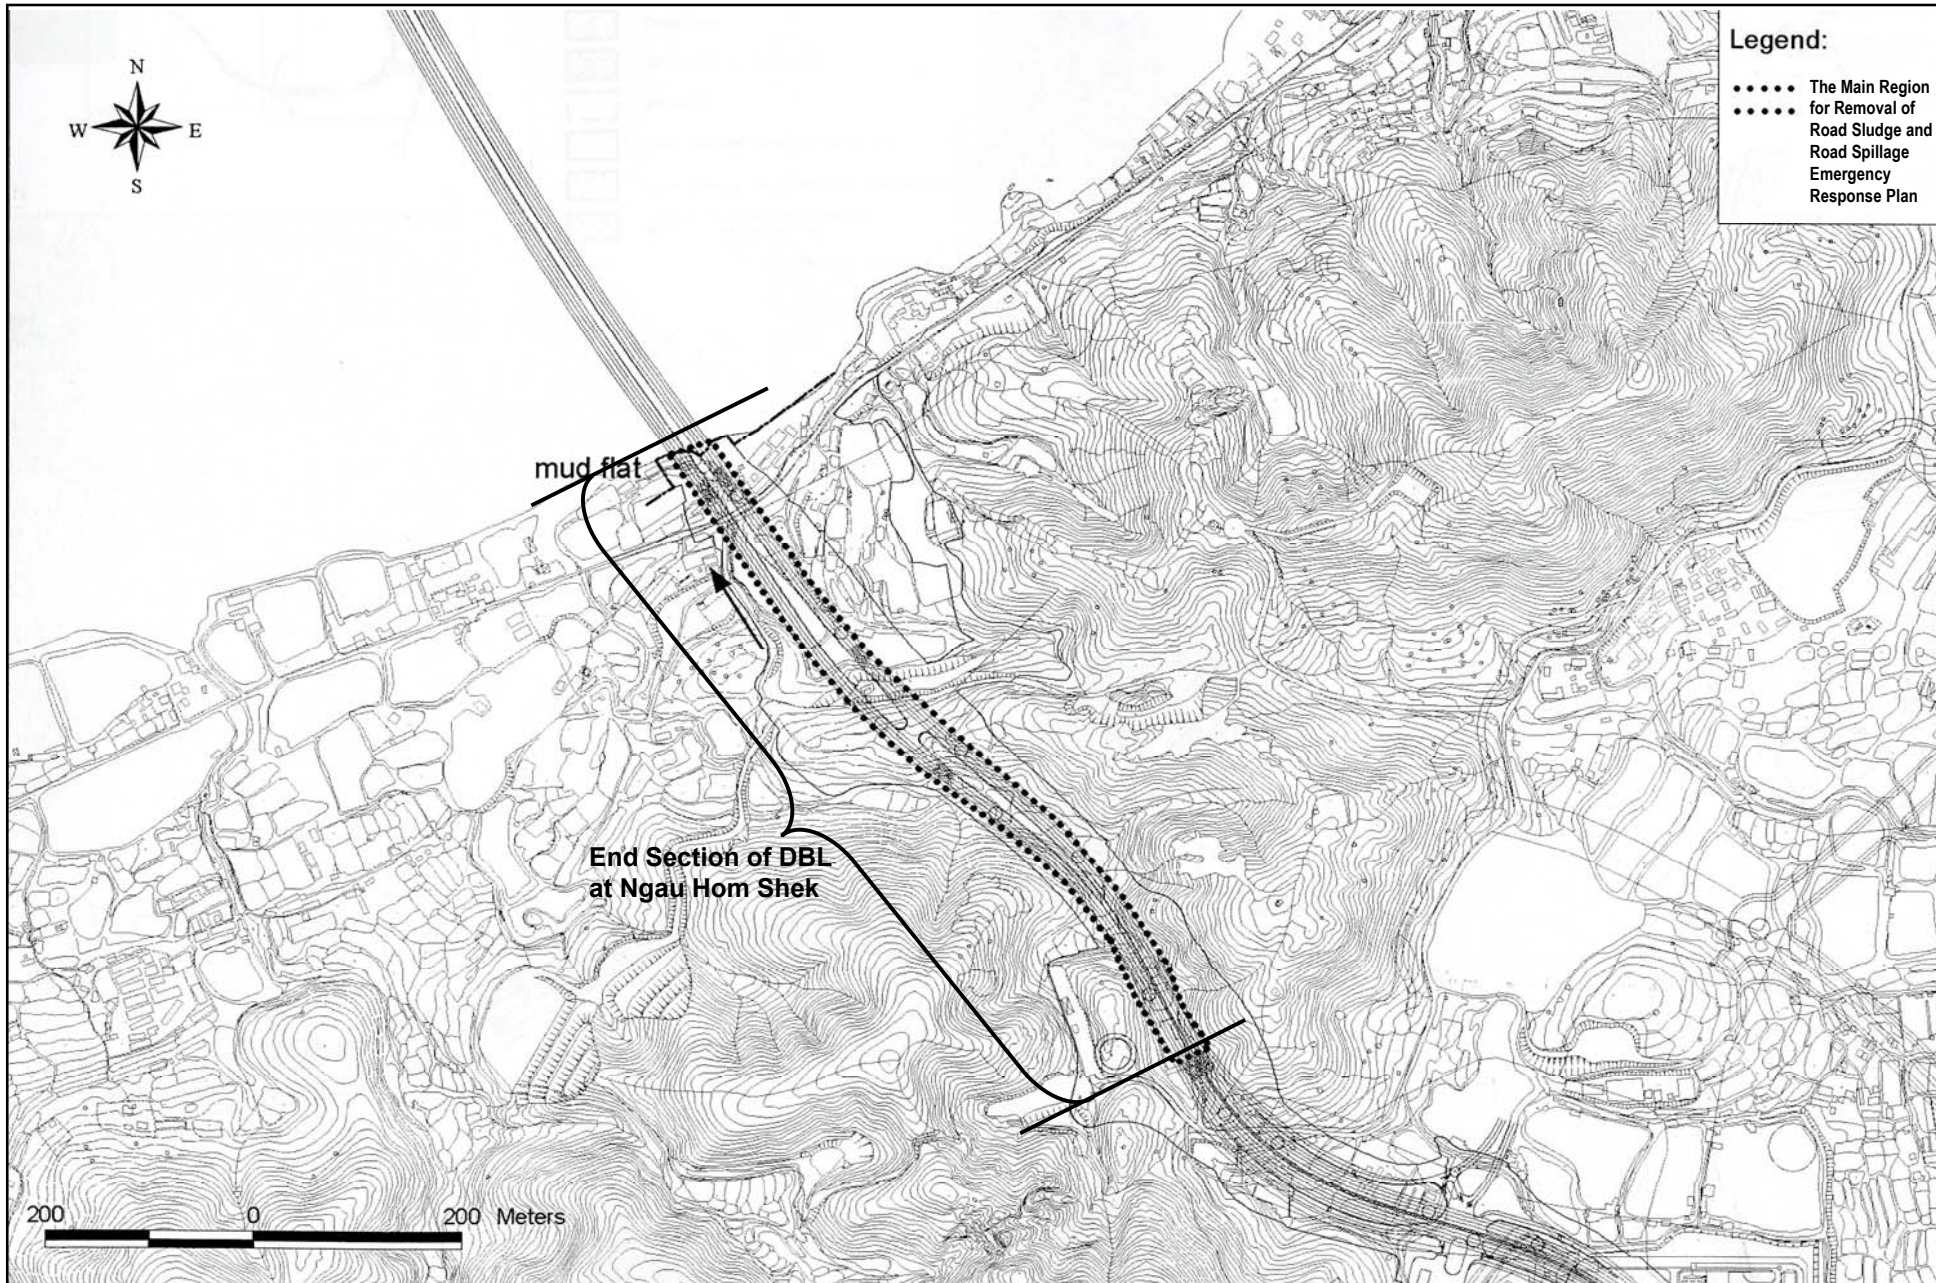 Legend:
The Main Region
for Removal of
Road Sludge and
Road Spillage
Emergency
Response Plan
N
W E
S
mud flat
End Section of DBL
at Ngau Hom Shek
200 0 200 Meters